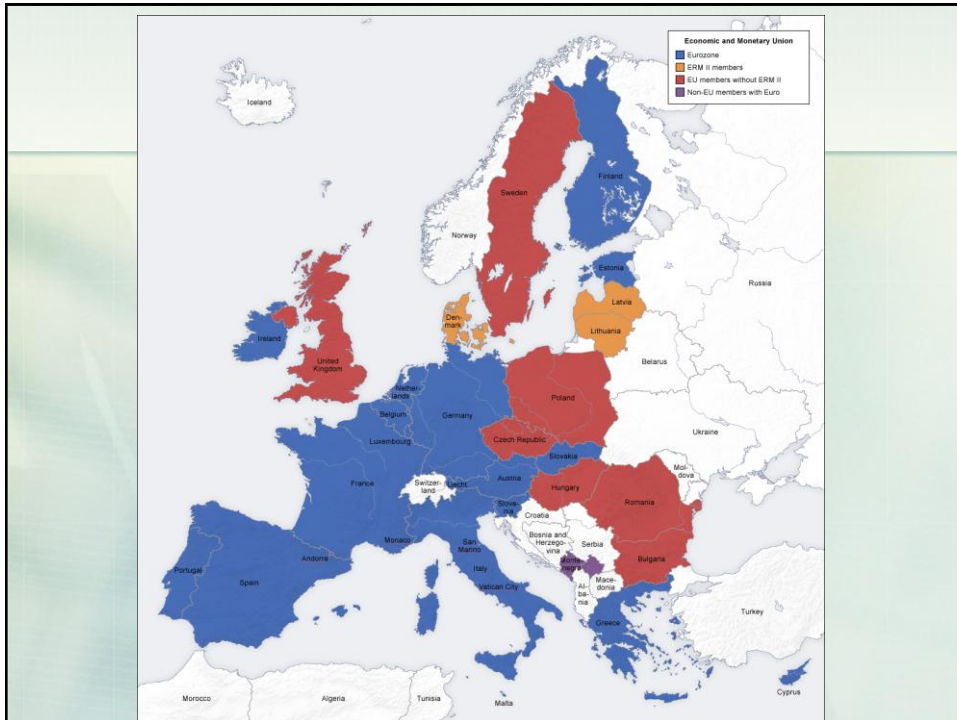 Economic and Monetary Union
Eurozone
ERM II members
EU members without ERM II
Non-EU members with Euro
Iceland
Finland
Sweden
Norway
Estonia
Russia
Latvia
Den-
mark
Lithuania
Ireland
United
Kingdom
Belarus
Nether-
lands
Poland
Belgium
Germany
Ukraine
Luxembourg
Czech Republic
Slovakia
Mol-
dova
Austria
France
Switzer-
land
Liecht.
Hungary
Romania
Slove-
nia
Croatia
Bosnia and
Herzego-
vina
Serbia
Monaco
San
Marino
Andorra
Italy
Monte-
negro
Bulgaria
Portugal
Spain
Vatican City
Mace-
donia
Al-
ba-
nia
Turkey
Greece
Cyprus
Morocco
Algeria
Tunisia
Malta